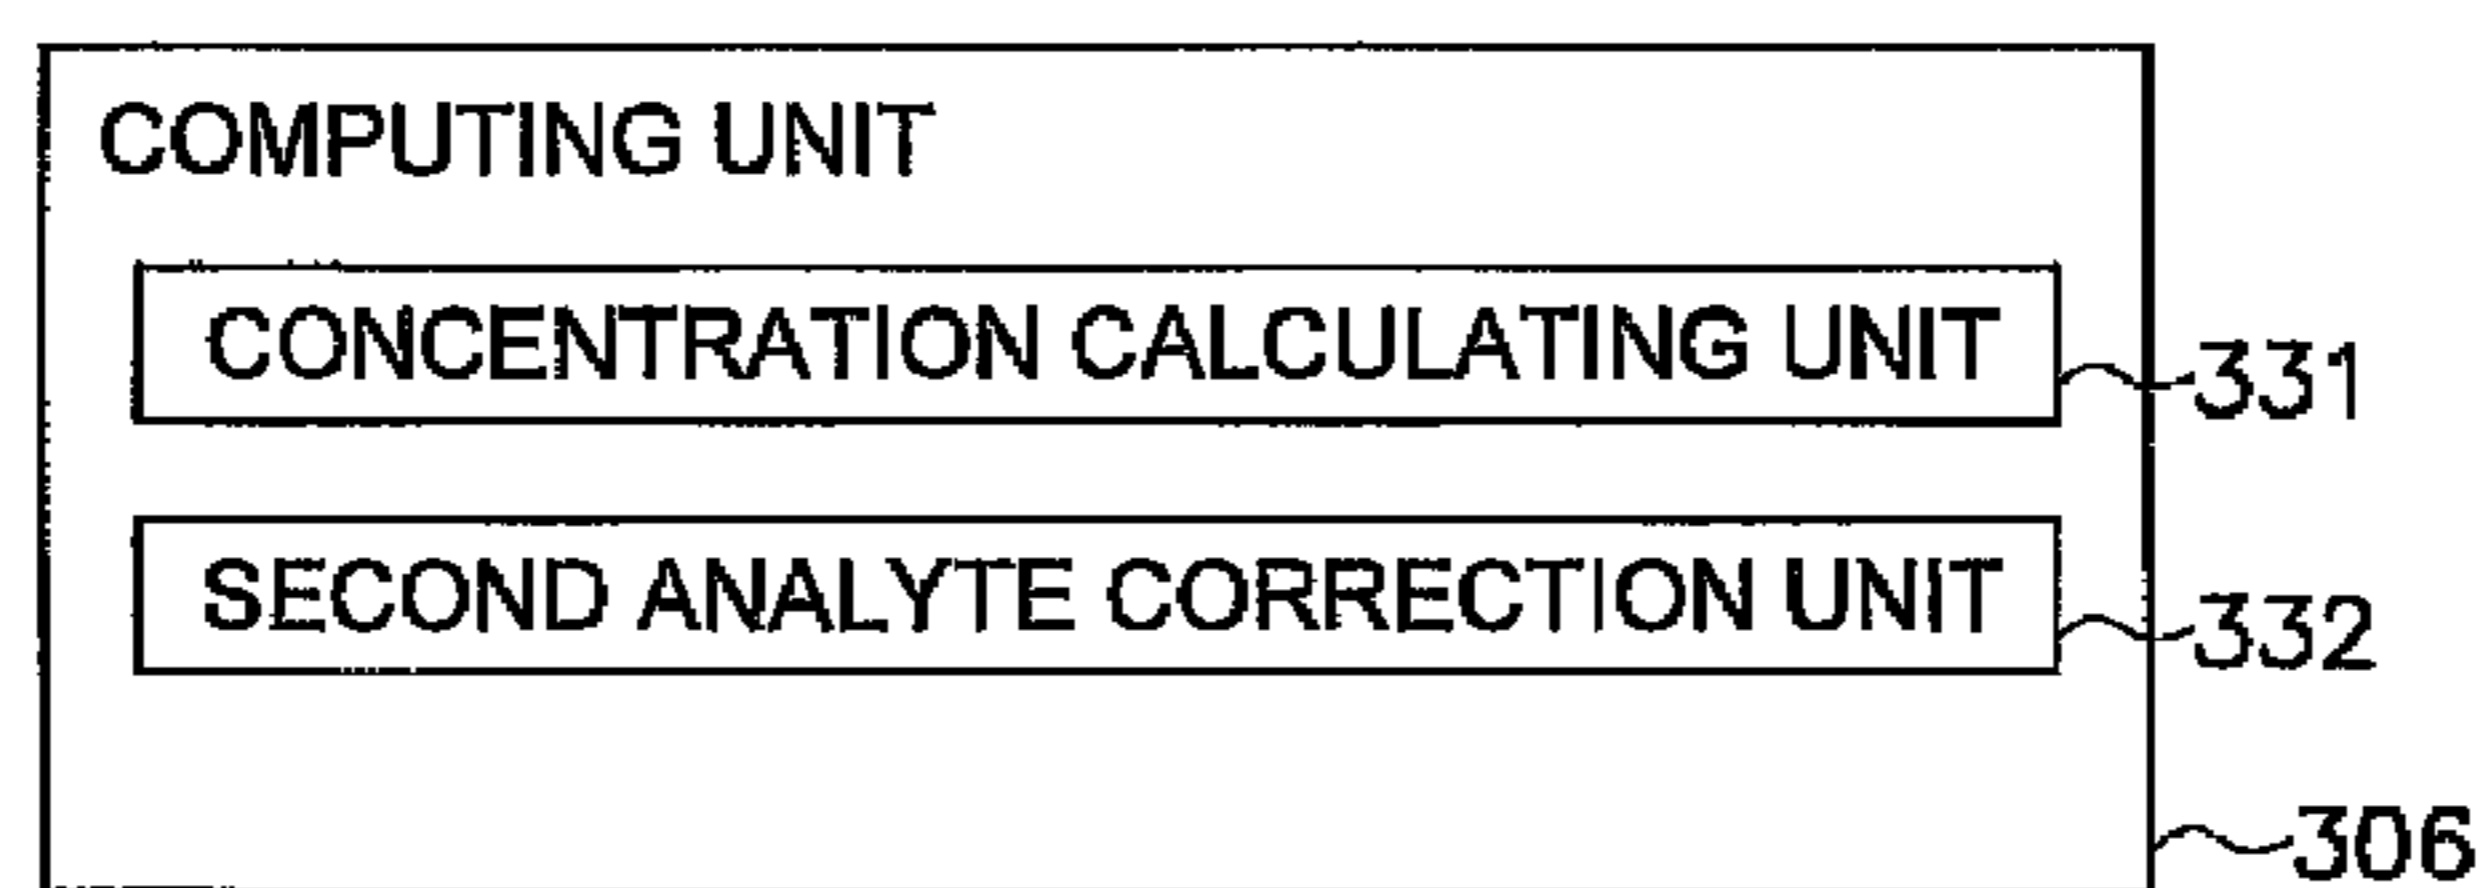 COMPUTING UNIT
CONCENTRATION CALCULATING UNIT
331
SECOND ANALYTE CORRECTION UNIT
332
306